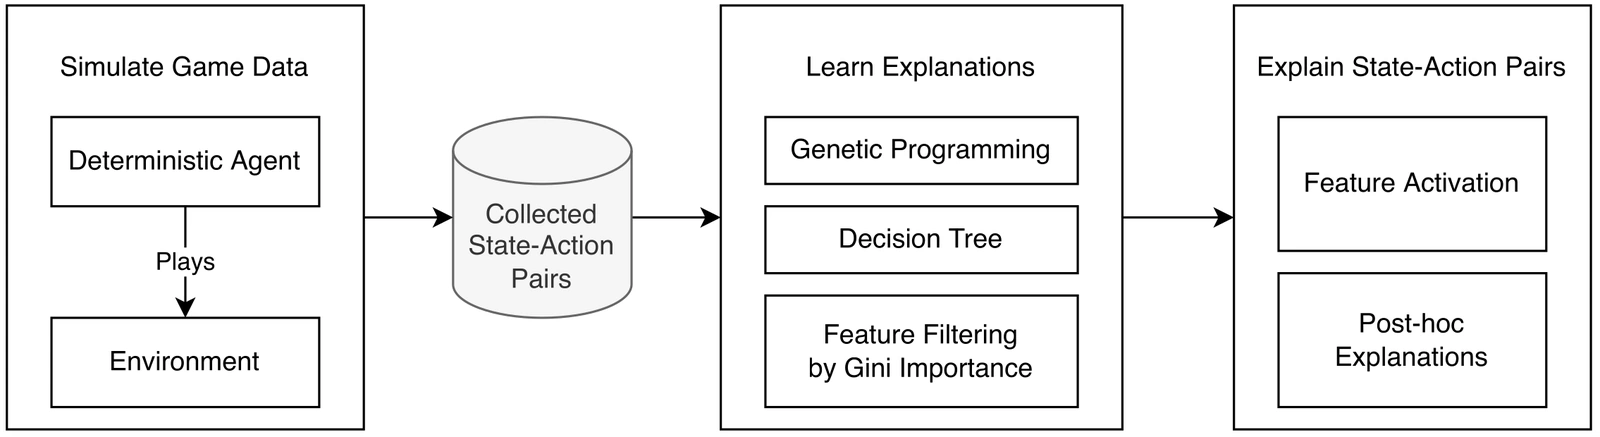 Simulate Game Data
Deterministic Agent
Plays
Environment
Collected
State-Action
Pairs
Learn Explanations
Genetic Programming
Decision Tree
Feature Filtering
by Gini Importance
Explain State-Action Pairs
Feature Activation
Post-hoc
Explanations